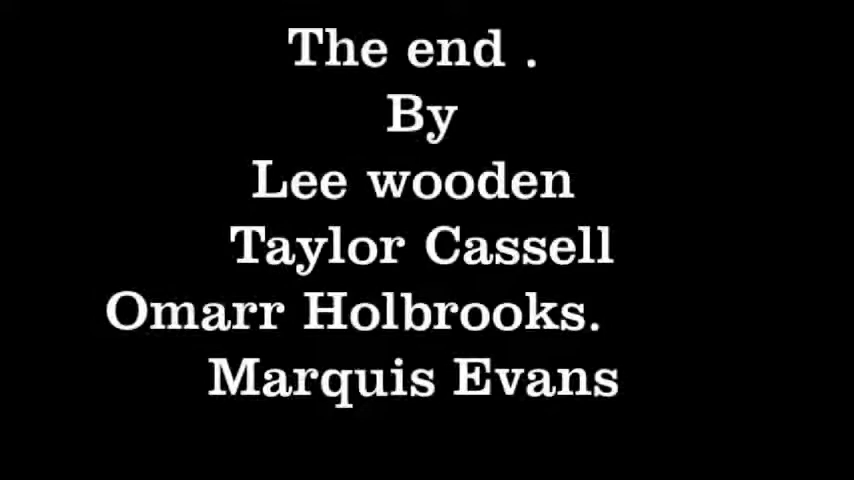 The end .
By
Lee wooden
Taylor Cassell
Omarr Holbrooks.
Marquis Evans